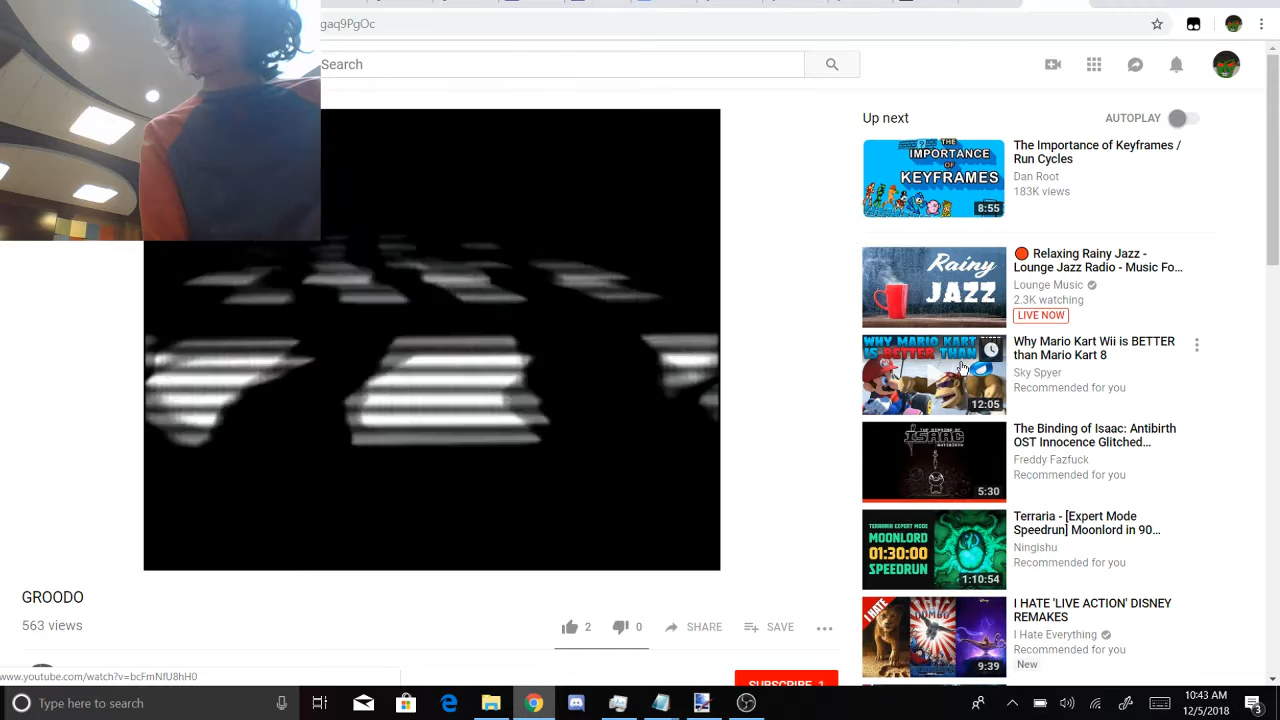 gaq9PgOc
Search
Up next
AUTOPLAY
THE
IMPORTANCE
OF
KEYFRAMES
8:55
The Importance of Keyframes /
Run Cycles
Dan Root
183K views
Rainy
JAZZ
Relaxing Rainy Jazz -
Lounge Jazz Radio - Music Fo...
Lounge Music
2.3K watching
LIVE NOW
WHY MARIO KART
IS BETTER THAN
12:05
Why Mario Kart Wii is BETTER
than Mario Kart 8
Sky Spyer
Recommended for you
ISAAC
5:30
The Binding of Isaac: Antibirth
OST Innocence Glitched...
Freddy Fazfuck
Recommended for you
TERRARIA EXPERT MODE
MOONLORD
01:30:00
SPEEDRUN
1:10:54
Terraria - [Expert Mode
Speedrun] Moonlord in 90...
Ningishu
Recommended for you
I HATE
DUMBO
9:39
I HATE 'LIVE ACTION' DISNEY
REMAKES
I Hate Everything
Recommended for you
New
GROODO
563 views
2
0
SHARE
SAVE
SUBSCRIBE 1
www.youtube.com/watch?v=bcFmNfU8hH0
Type here to search
10:43 AM
12/5/2018
3